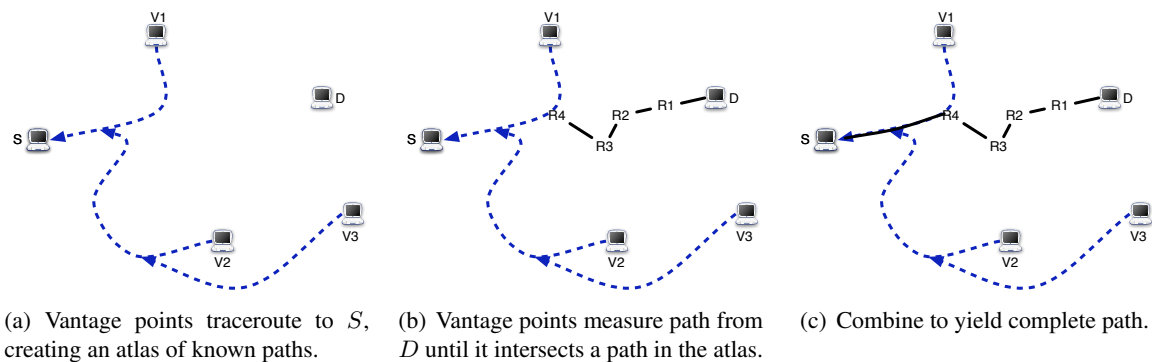 V1
D
S
V2
V3
V1
R4
R2
R1
D
S
R3
V2
V3
V1
R4
R2
R1
D
S
R3
V2
V3
(a) Vantage points traceroute to S,
creating an atlas of known paths.
(b) Vantage points measure path from
D until it intersects a path in the atlas.
(c) Combine to yield complete path.